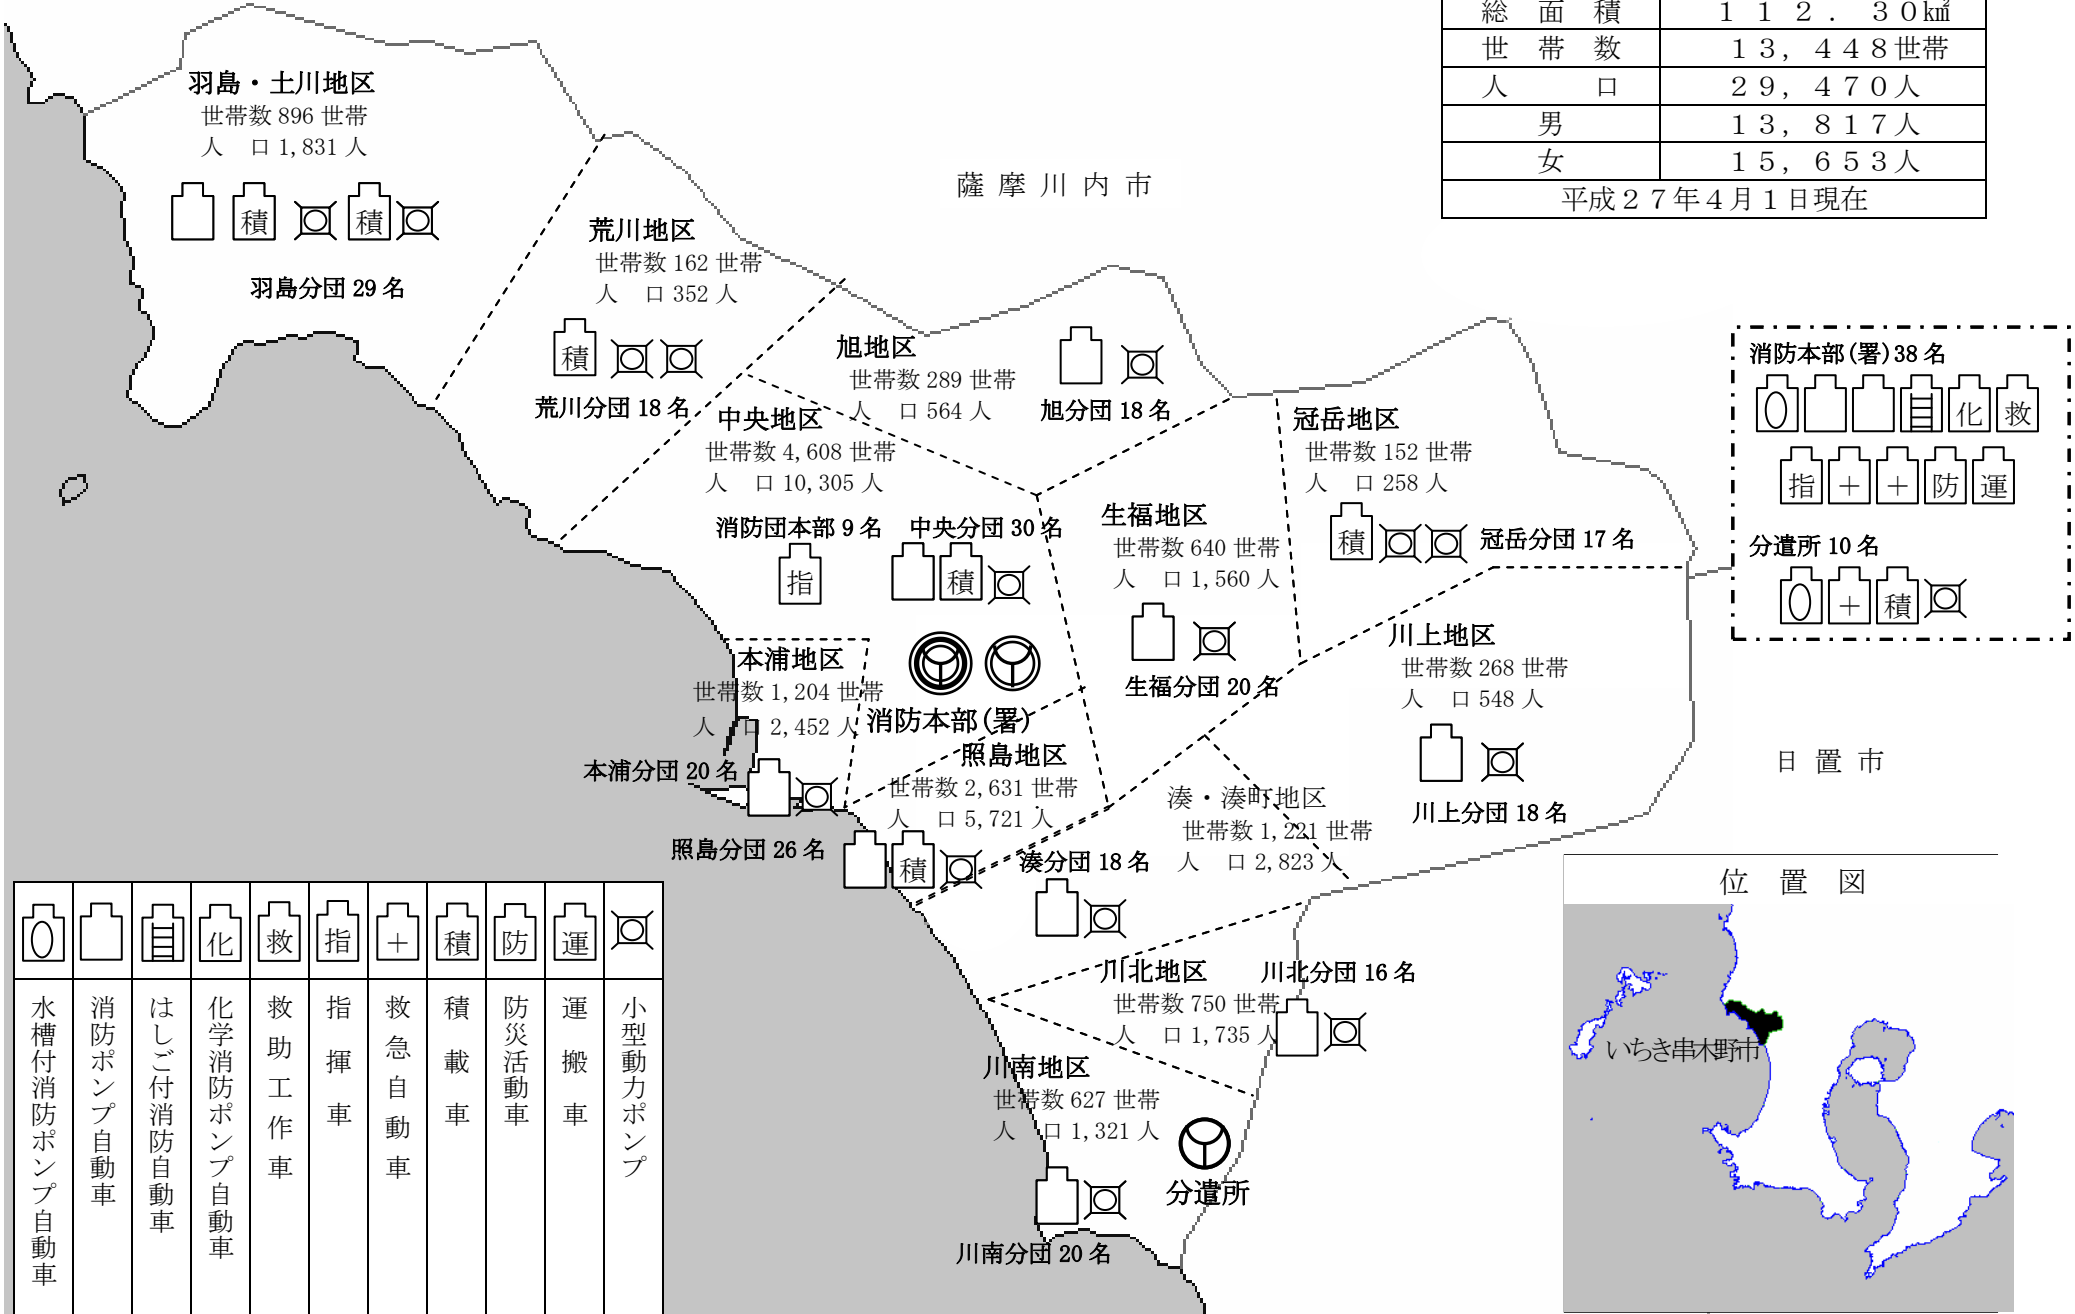 総面積 １１２．３０㎢
世帯数 １３，４４８世帯
人口 ２９，４７０人
男 １３，８１７人
女 １５，６５３人
平成２７年４月１日現在
羽島・土川地区
世帯数 896 世帯
人 口 1,831 人
積
積
羽島分団 29 名
薩摩川内市
荒川地区
世帯数 162 世帯
人 口 352 人
積
荒川分団 18 名
旭地区
世帯数 289 世帯
人 口 564 人
旭分団 18 名
中央地区
世帯数 4,608 世帯
人 口 10,305 人
消防団本部 9 名
指
中央分団 30 名
積
消防本部(署)
冠岳地区
世帯数 152 世帯
人 口 258 人
積
冠岳分団 17 名
生福地区
世帯数 640 世帯
人 口 1,560 人
生福分団 20 名
川上地区
世帯数 268 世帯
人 口 548 人
川上分団 18 名
消防本部(署)38 名
化
救
指
＋
＋
防
運
分遣所 10 名
＋
積
日置市
本浦地区
世帯数 1,204 世帯
人 口 2,452 人
本浦分団 20 名
照島地区
世帯数 2,631 世帯
人 口 5,721 人
照島分団 26 名
積
湊・湊町地区
世帯数 1,221 世帯
人 口 2,823 人
湊分団 18 名
川北地区
世帯数 750 世帯
人 口 1,735 人
川北分団 16 名
川南地区
世帯数 627 世帯
人 口 1,321 人
分遣所
川南分団 20 名
化
救
指
＋
積
防
運
水槽付消防ポンプ自動車
消防ポンプ自動車
はしご付消防自動車
化学消防ポンプ自動車
救助工作車
指揮車
救急自動車
積載車
防災活動車
運搬車
小型動力ポンプ
位置図
いちき串木野市